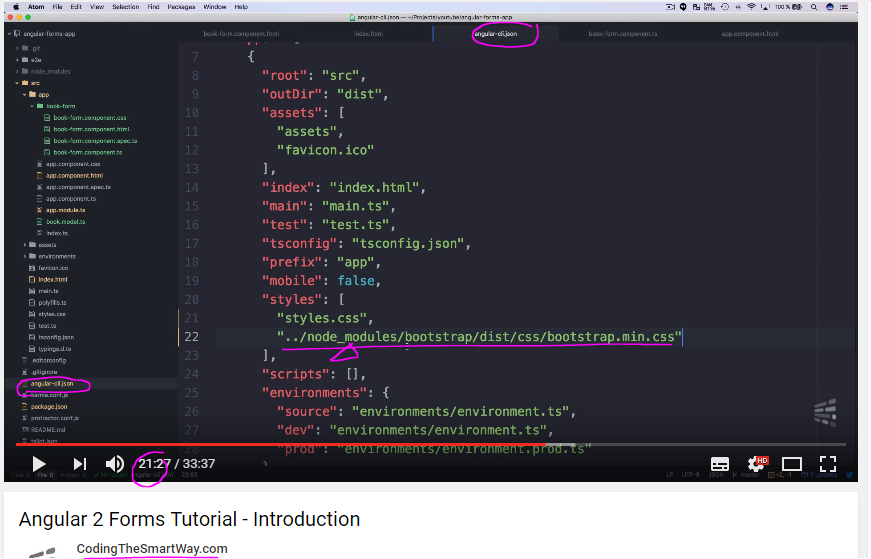 Atom File Edit View Selection Find Packages Window Help
100 %
angular-cli.json — ~/Projects/youtube/angular-forms-app
angular-forms-app
book-form.component.html
index.html
angular-cli.json
book-form.component.ts
app.component.html
.git
e2e
node_modules
src
app
book-form
book-form.component.css
book-form.component.html
book-form.component.spec.ts
book-form.component.ts
app.component.css
app.component.html
app.component.spec.ts
app.component.ts
app.module.ts
book.model.ts
index.ts
assets
environments
favicon.ico
index.html
main.ts
polyfills.ts
styles.css
test.ts
tsconfig.json
typings.d.ts
.editorconfig
.gitignore
angular-cli.json
karma.conf.js
package.json
protractor.conf.js
README.md
tslint.json
7 {
8 "root": "src",
9 "outDir": "dist",
10 "assets": [
11 "assets",
12 "favicon.ico"
13 ],
14 "index": "index.html",
15 "main": "main.ts",
16 "test": "test.ts",
17 "tsconfig": "tsconfig.json",
18 "prefix": "app",
19 "mobile": false,
20 "styles": [
21 "styles.css",
22 "../node_modules/bootstrap/dist/css/bootstrap.min.css"
23 ],
24 "scripts": [],
25 "environments": {
26 "source": "environments/environment.ts",
27 "dev": "environments/environment.ts",
28 "prod": "environments/environment.prod.ts"
21:27 / 33:37
HD
LF UTF-8 JSON master
Angular 2 Forms Tutorial - Introduction
CodingTheSmartWay.com